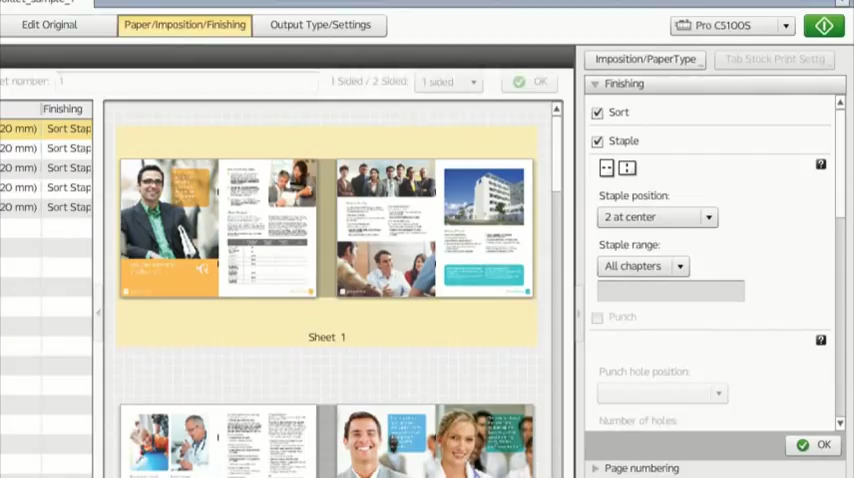 Edit Original
Paper/Imposition/Finishing
Output Type/Settings
Pro C5100S
1
1 Sided / 2 Sided:
1 sided
OK
Imposition/PaperType
Tab Stock Print Settg
Finishing
Finishing
20 mm) Sort Stap
20 mm) Sort Stap
20 mm) Sort Stap
20 mm) Sort Stap
20 mm) Sort Stap
Sheet 1
Sort
Staple
?
Staple position:
2 at center
Staple range:
All chapters
Punch
?
Punch hole position:
Number of holes:
OK
Page numbering